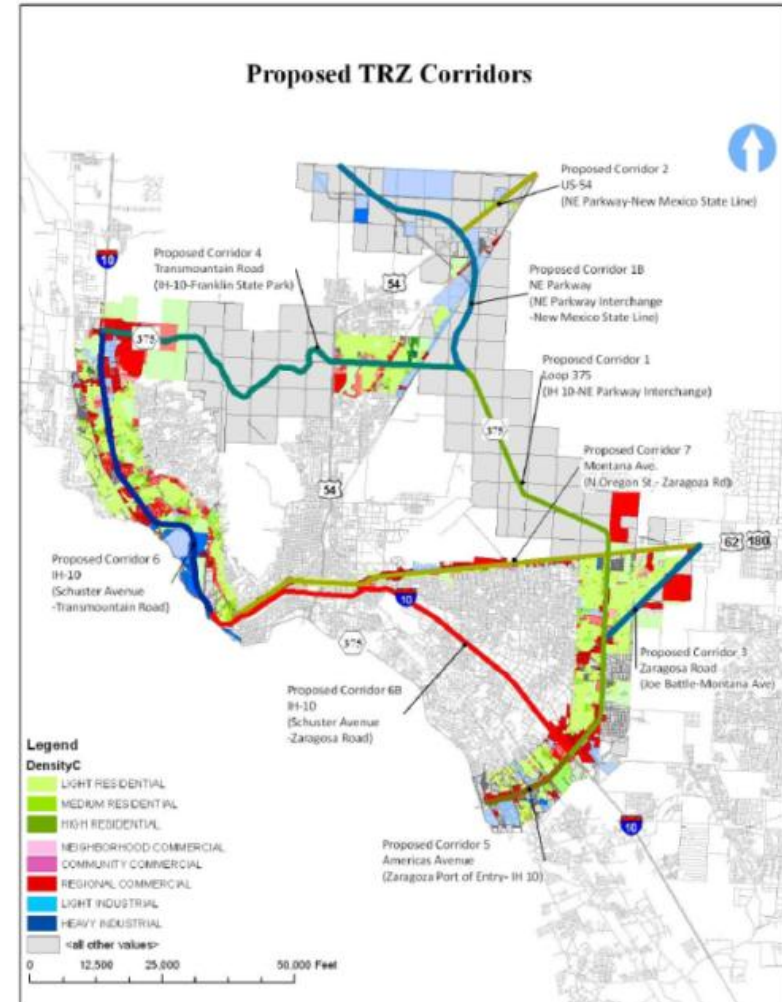 Proposed TRZ Corridors
Proposed Corridor 2
US-54
(NE Parkway-New Mexico State Line)
Proposed Corridor 4
Transmountain Road
(IH-10-Franklin State Park)
10
54
Proposed Corridor 1B
NE Parkway
(NE Parkway Interchange
-New Mexico State Line)
375
Proposed Corridor 1
Loop 375
(IH 10-NE Parkway Interchange)
375
Proposed Corridor 7
Montana Ave.
(N.Oregon St.- Zaragoza Rd)
54
62 180
Proposed Corridor 6
IH-10
(Schuster Avenue
-Transmountain Road)
10
375
Proposed Corridor 3
Zaragosa Road
(Joe Battle-Montana Ave)
Proposed Corridor 6B
IH-10
(Schuster Avenue
-Zaragosa Road)
10
Proposed Corridor 5
Americas Avenue
(Zaragoza Port of Entry- IH 10)
Legend
DensityC
LIGHT RESIDENTIAL
MEDIUM RESIDENTIAL
HIGH RESIDENTIAL
NEIGHBORHOOD COMMERCIAL
COMMUNITY COMMERCIAL
REGIONAL COMMERCIAL
LIGHT INDUSTRIAL
HEAVY INDUSTRIAL
<all other values>
0 12,500 25,000 50,000 Feet